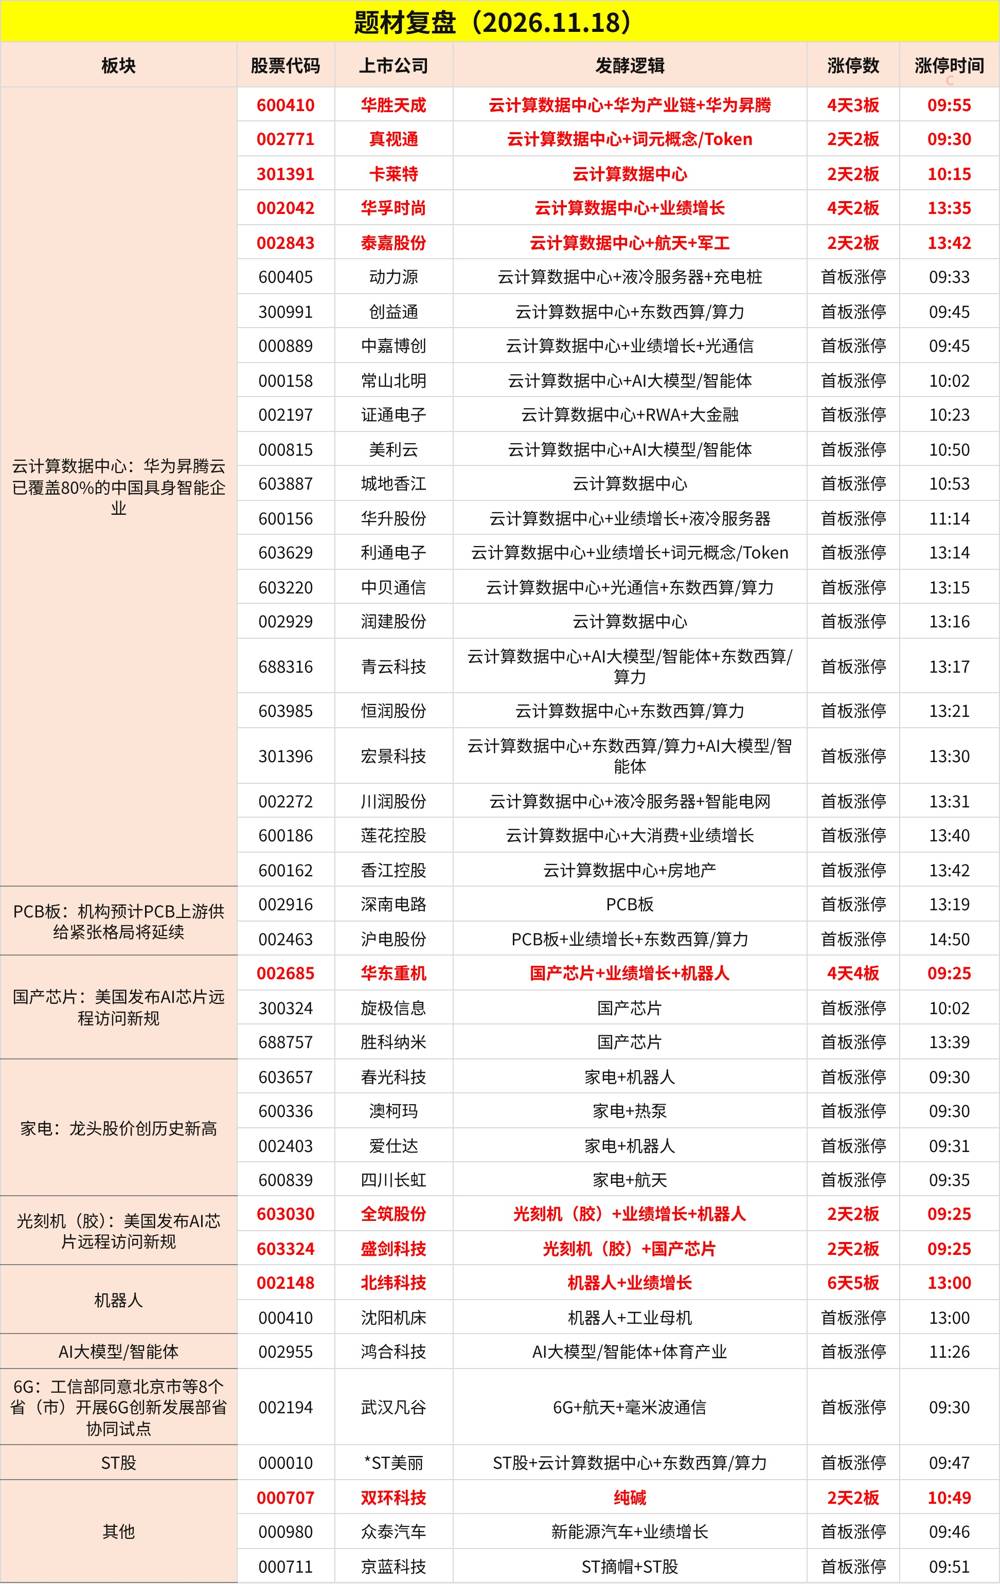 题材复盘（2026.11.18）
板块 股票代码 上市公司 发酵逻辑 涨停数 涨停时间
云计算数据中心：华为昇腾云
已覆盖80%的中国具身智能企
业
600410 华胜天成 云计算数据中心+华为产业链+华为昇腾 4天3板 09:55
002771 真视通 云计算数据中心+词元概念/Token 2天2板 09:30
301391 卡莱特 云计算数据中心 2天2板 10:15
002042 华孚时尚 云计算数据中心+业绩增长 4天2板 13:35
002843 泰嘉股份 云计算数据中心+航天+军工 2天2板 13:42
600405 动力源 云计算数据中心+液冷服务器+充电桩 首板涨停 09:33
300991 创益通 云计算数据中心+东数西算/算力 首板涨停 09:45
000889 中嘉博创 云计算数据中心+业绩增长+光通信 首板涨停 09:45
000158 常山北明 云计算数据中心+AI大模型/智能体 首板涨停 10:02
002197 证通电子 云计算数据中心+RWA+大金融 首板涨停 10:23
000815 美利云 云计算数据中心+AI大模型/智能体 首板涨停 10:50
603887 城地香江 云计算数据中心 首板涨停 10:53
600156 华升股份 云计算数据中心+业绩增长+液冷服务器 首板涨停 11:14
603629 利通电子 云计算数据中心+业绩增长+词元概念/Token 首板涨停 13:14
603220 中贝通信 云计算数据中心+光通信+东数西算/算力 首板涨停 13:15
002929 润建股份 云计算数据中心 首板涨停 13:16
688316 青云科技 云计算数据中心+AI大模型/智能体+东数西算/
算力 首板涨停 13:17
603985 恒润股份 云计算数据中心+东数西算/算力 首板涨停 13:21
301396 宏景科技 云计算数据中心+东数西算/算力+AI大模型/智
能体 首板涨停 13:30
002272 川润股份 云计算数据中心+液冷服务器+智能电网 首板涨停 13:31
600186 莲花控股 云计算数据中心+大消费+业绩增长 首板涨停 13:40
600162 香江控股 云计算数据中心+房地产 首板涨停 13:42
PCB板：机构预计PCB上游供
给紧张格局将延续
002916 深南电路 PCB板 首板涨停 13:19
002463 沪电股份 PCB板+业绩增长+东数西算/算力 首板涨停 14:50
国产芯片：美国发布AI芯片远
程访问新规
002685 华东重机 国产芯片+业绩增长+机器人 4天4板 09:25
300324 旋极信息 国产芯片 首板涨停 10:02
688757 胜科纳米 国产芯片 首板涨停 13:39
家电：龙头股价创历史新高
603657 春光科技 家电+机器人 首板涨停 09:30
600336 澳柯玛 家电+热泵 首板涨停 09:30
002403 爱仕达 家电+机器人 首板涨停 09:31
600839 四川长虹 家电+航天 首板涨停 09:35
光刻机（胶）：美国发布AI芯
片远程访问新规
603030 全筑股份 光刻机（胶）+业绩增长+机器人 2天2板 09:25
603324 盛剑科技 光刻机（胶）+国产芯片 2天2板 09:25
机器人
002148 北纬科技 机器人+业绩增长 6天5板 13:00
000410 沈阳机床 机器人+工业母机 首板涨停 13:00
AI大模型/智能体 002955 鸿合科技 AI大模型/智能体+体育产业 首板涨停 11:26
6G：工信部同意北京市等8个
省（市）开展6G创新发展部省
协同试点
002194 武汉凡谷 6G+航天+毫米波通信 首板涨停 09:30
ST股 000010 *ST美丽 ST股+云计算数据中心+东数西算/算力 首板涨停 09:47
其他
000707 双环科技 纯碱 2天2板 10:49
000980 众泰汽车 新能源汽车+业绩增长 首板涨停 09:46
000711 京蓝科技 ST摘帽+ST股 首板涨停 09:51